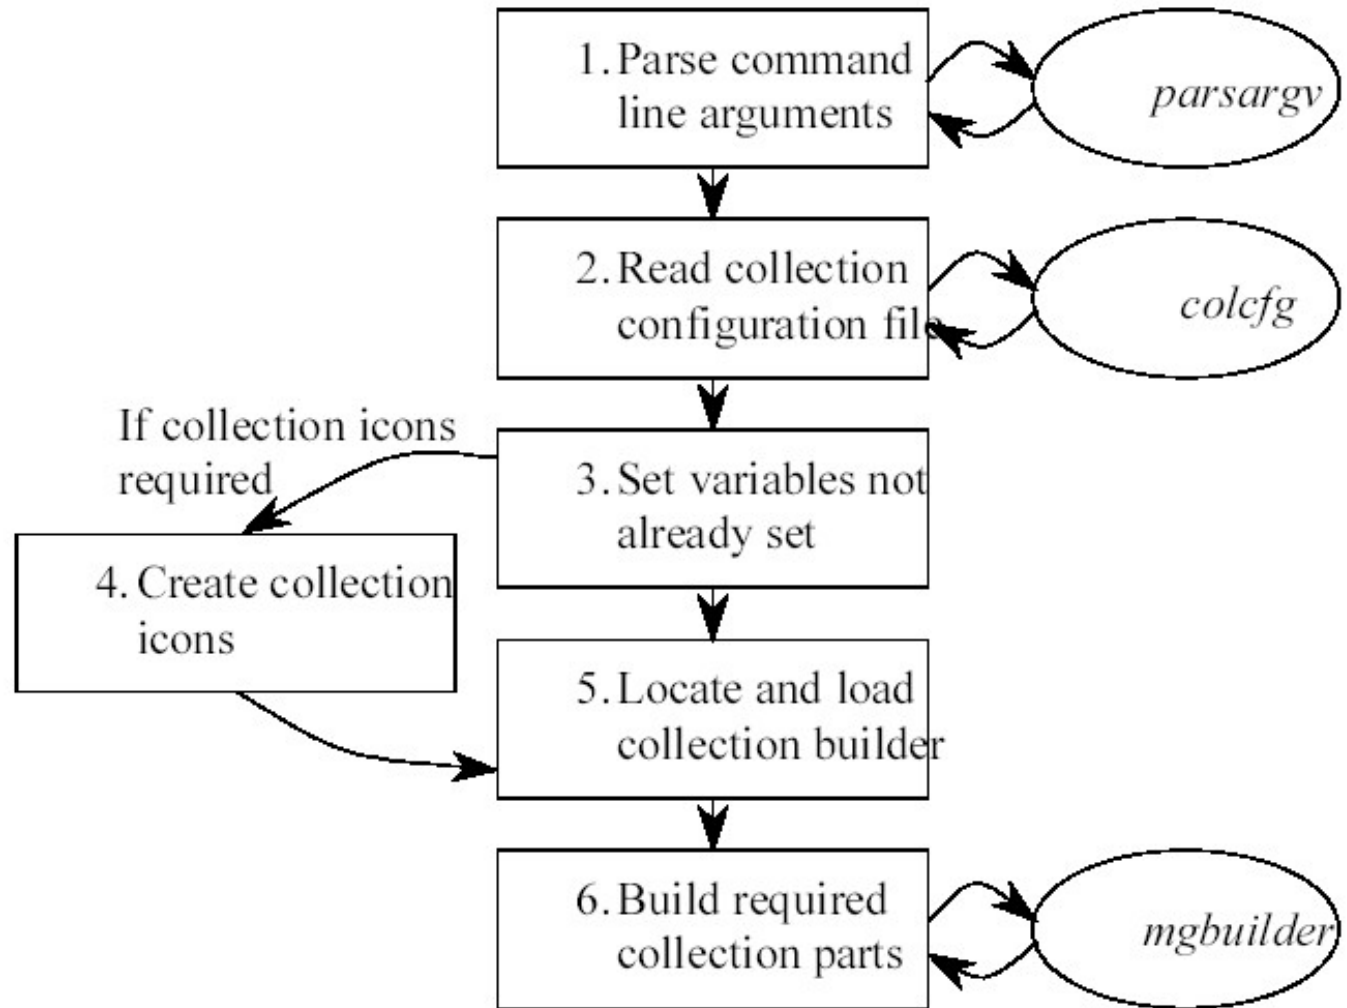 1. Parse command
line arguments
parsargv
2. Read collection
configuration file
colcfg
If collection icons
required
3. Set variables not
already set
4. Create collection
icons
5. Locate and load
collection builder
6. Build required
collection parts
mgbuilder